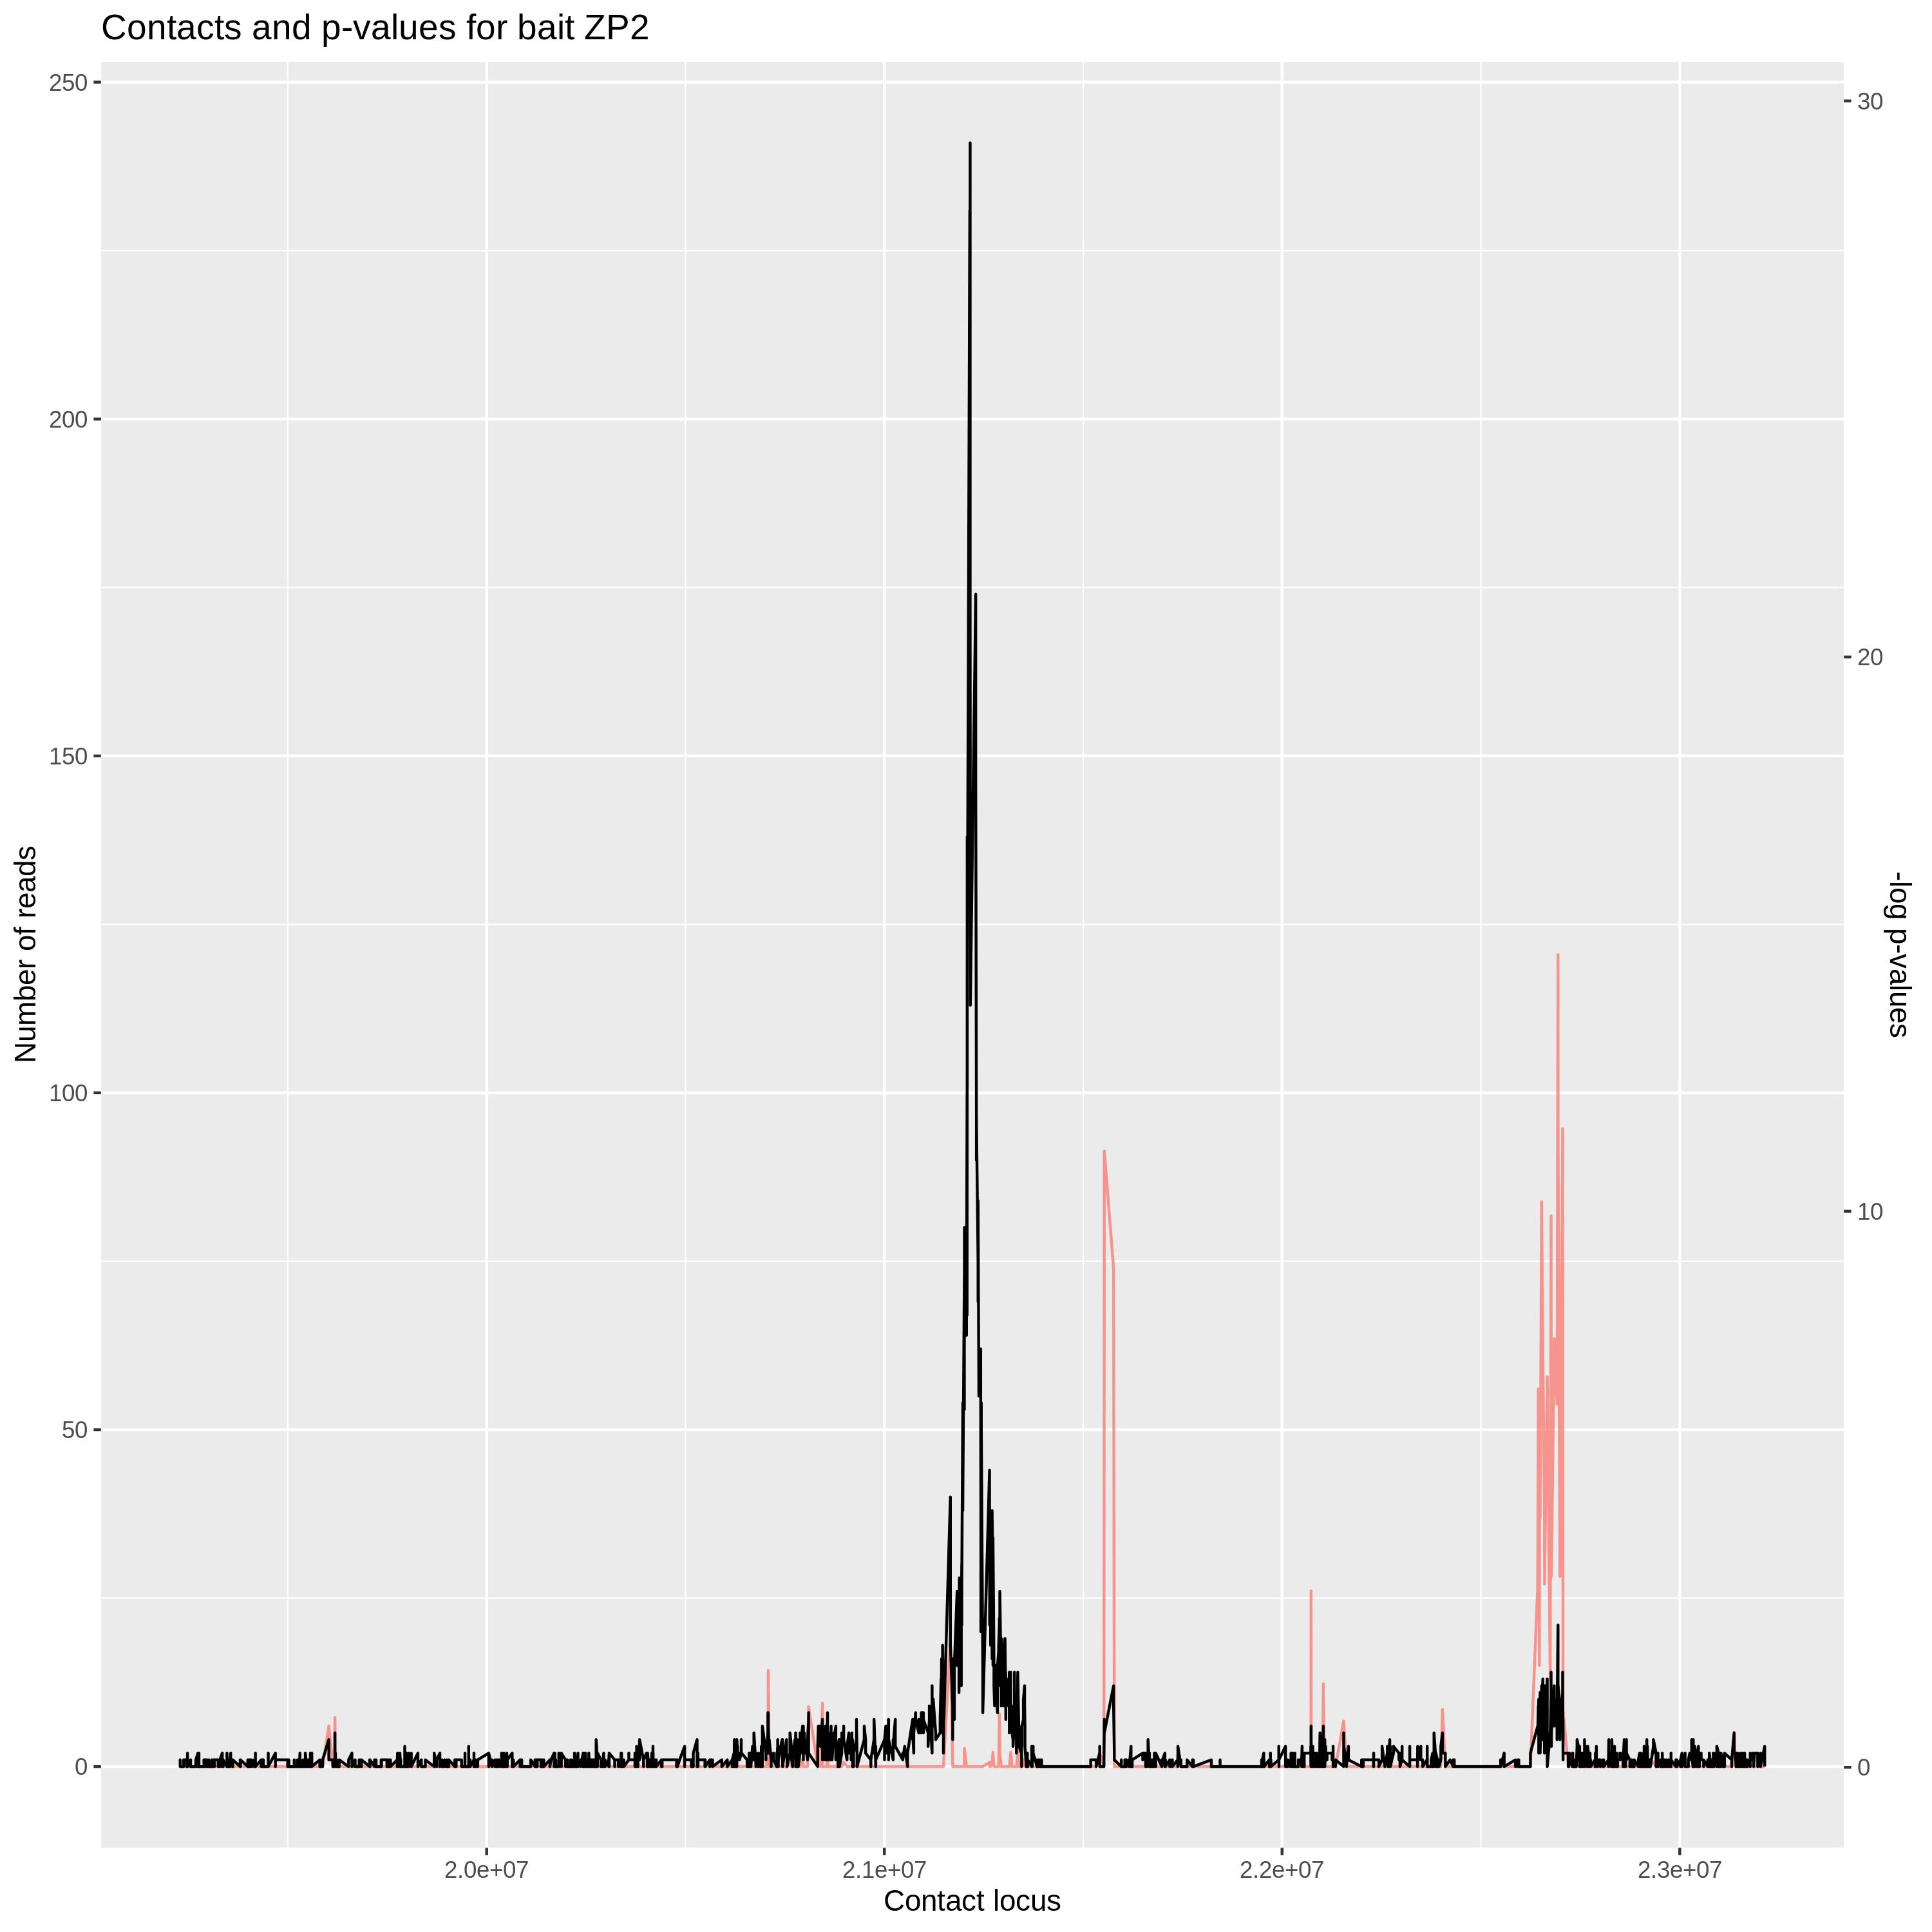 Contacts and p-values for bait ZP2
250
200
150
100
50
0
Number of reads
30
20
10
0
-log p-values
2.0e+07
2.1e+07
2.2e+07
2.3e+07
Contact locus